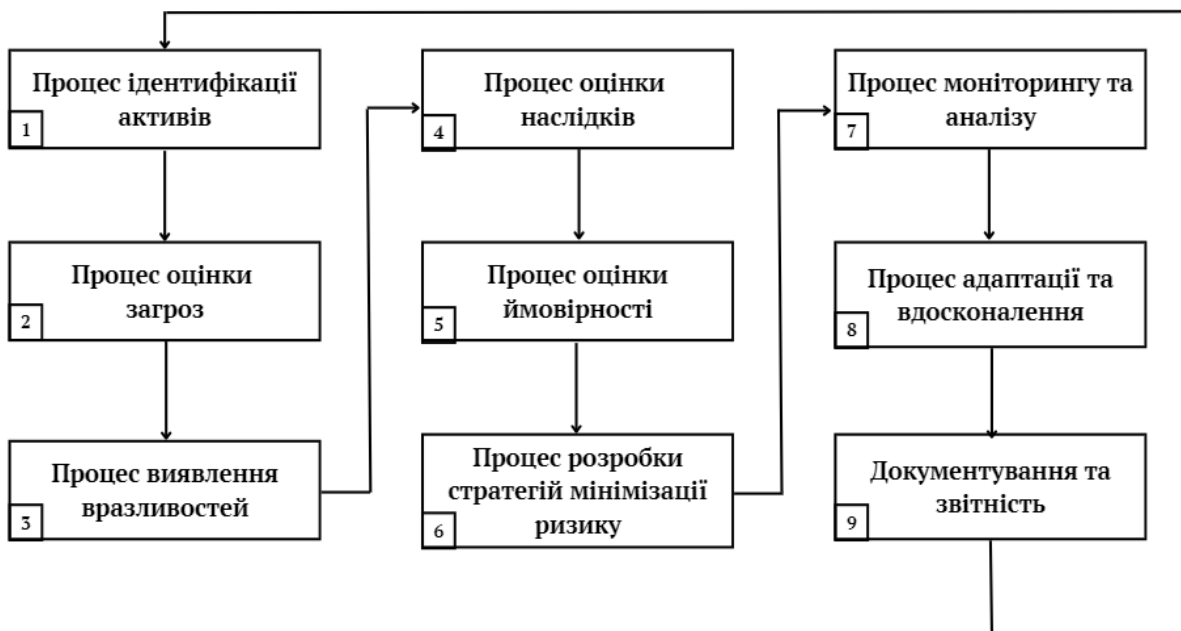 Процес ідентифікації
активів
1
Процес оцінки
загроз
2
Процес виявлення
вразливостей
3
Процес оцінки
наслідків
4
Процес оцінки
ймовірності
5
Процес розробки
стратегій мінімізації
ризику
6
Процес моніторингу та
аналізу
7
Процес адаптації та
вдосконалення
8
Документування та
звітність
9